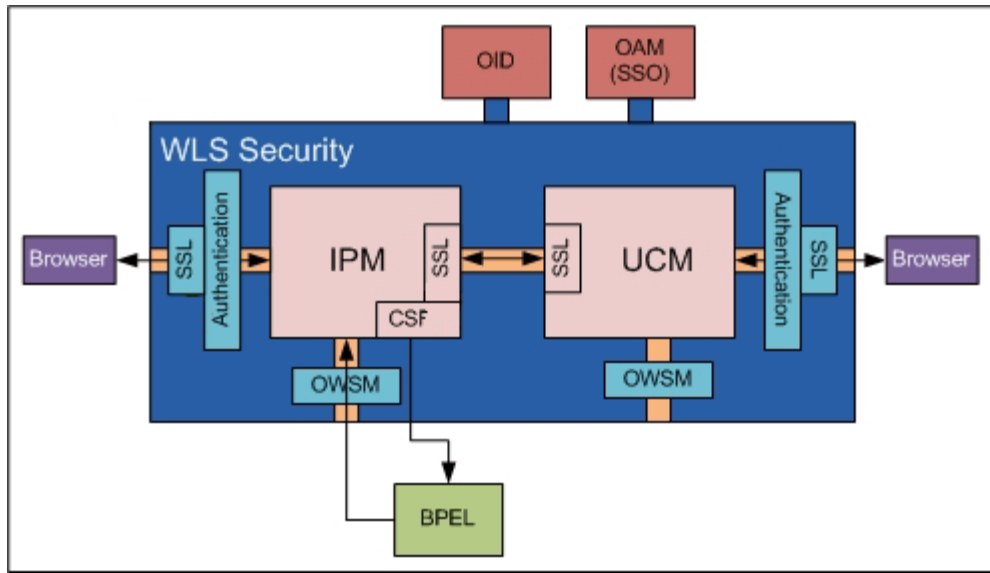 OID
OAM
(SSO)
WLS Security
Browser
SSL
Authentication
IPM
SSL
CSF
SSL
UCM
Authentication
SSL
Browser
OWSM
OWSM
BPEL